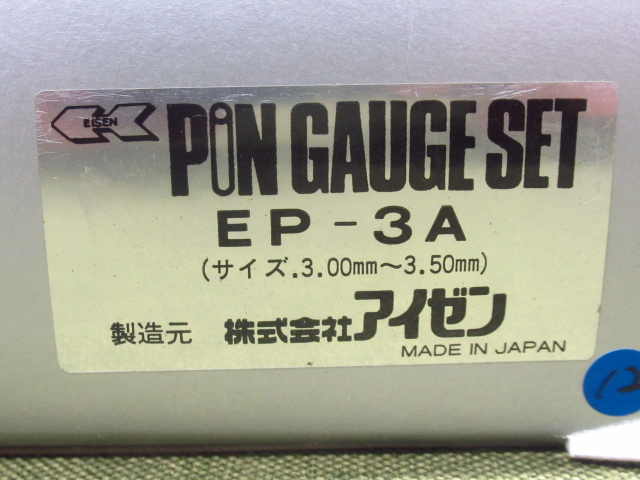 EISEN
PiN GAUGE SET
EP-3A
(サイズ.3.00mm～3.50mm)
製造元 株式会社アイゼン
MADE IN JAPAN